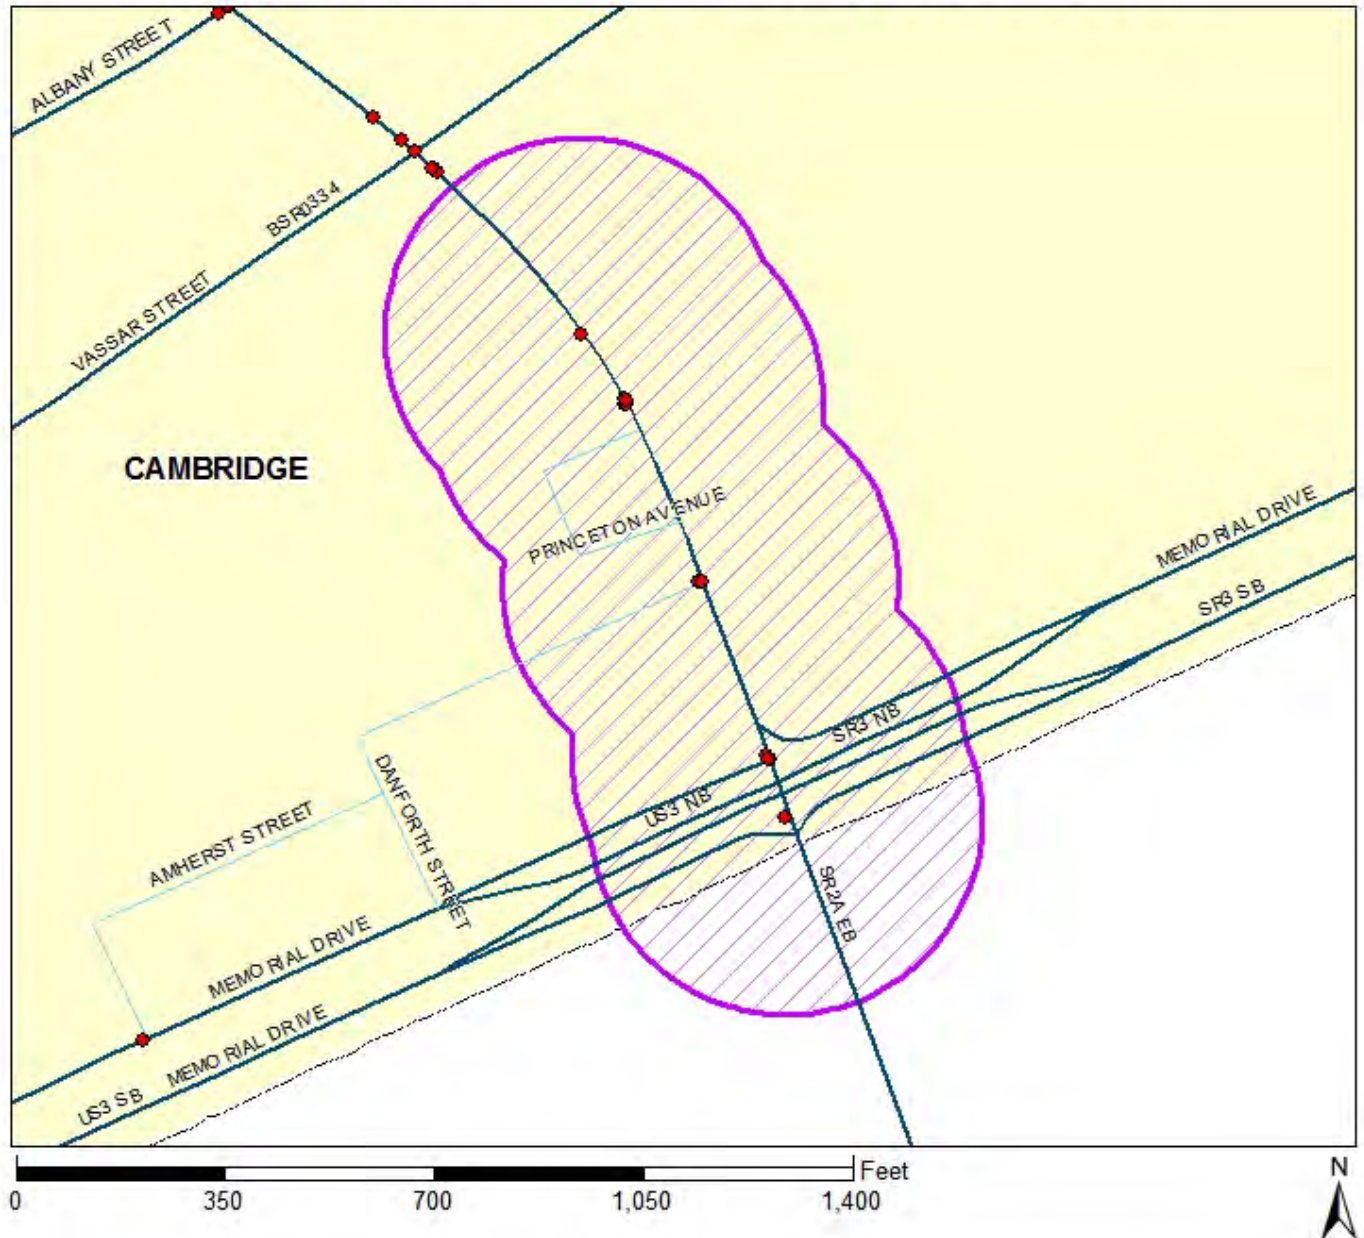 ALBANY STREET
BSR0334
VASSAR STREET
CAMBRIDGE
PRINCETON AVENUE
MEMORIAL DRIVE
SR3 SB
SR3 NB
US3 NB
DANFORTH STREET
AMHERST STREET
SR2A EB
MEMORIAL DRIVE
MEMORIAL DRIVE
US3 SB
Feet
N
0 350 700 1,050 1,400